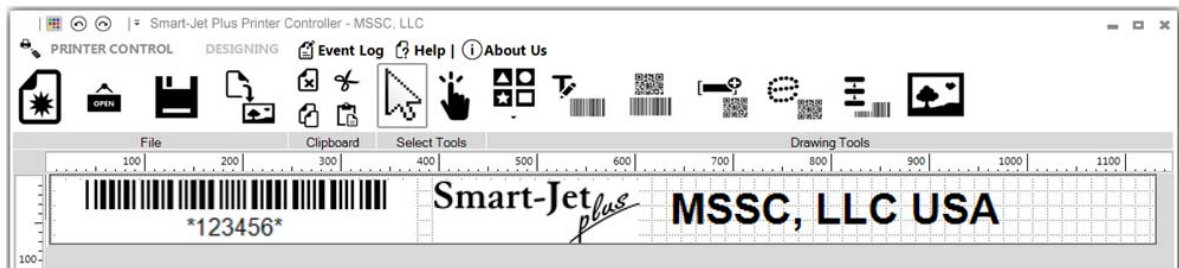 Smart-Jet Plus Printer Controller - MSSC, LLC
PRINTER CONTROL DESIGNING Event Log Help | About Us
OPEN
File Clipboard Select Tools Drawing Tools
100 200 300 400 500 600 700 800 900 1000 1100
Smart-Jet plus MSSC, LLC USA
*123456*
100